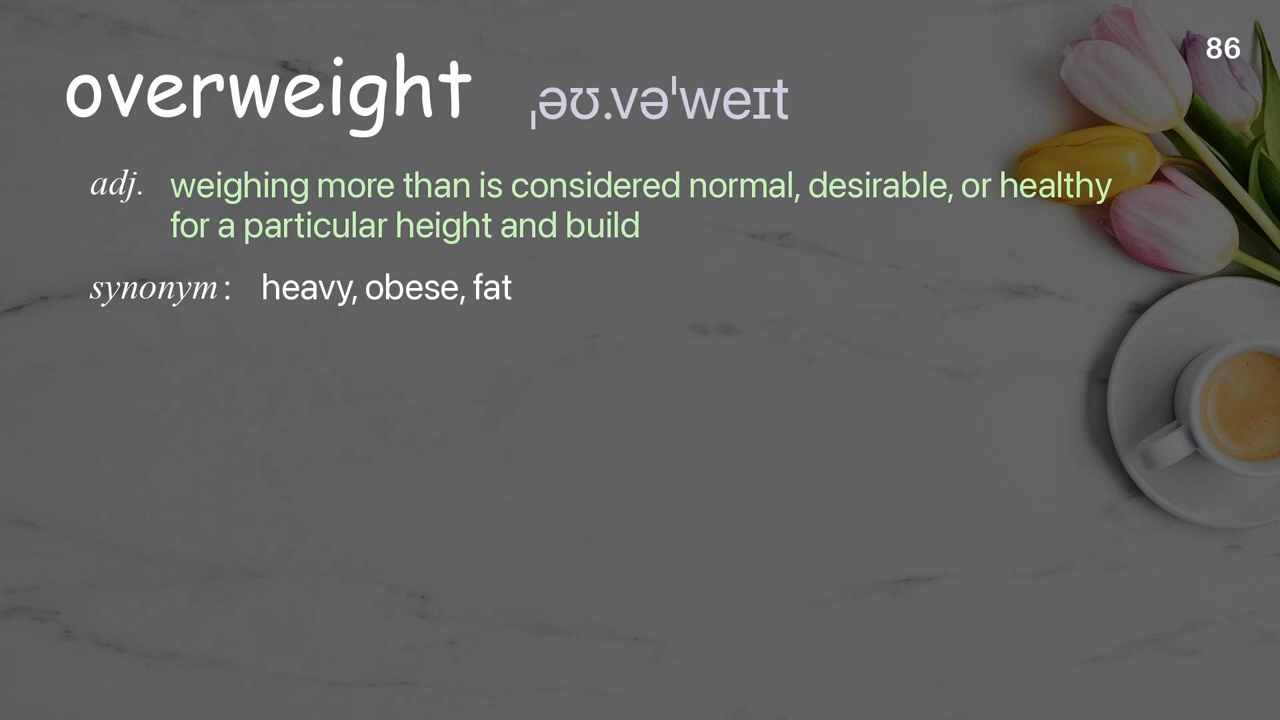 86
overweight ˌəʊ.vəˈweɪt
adj. weighing more than is considered normal, desirable, or healthy
for a particular height and build
synonym: heavy, obese, fat